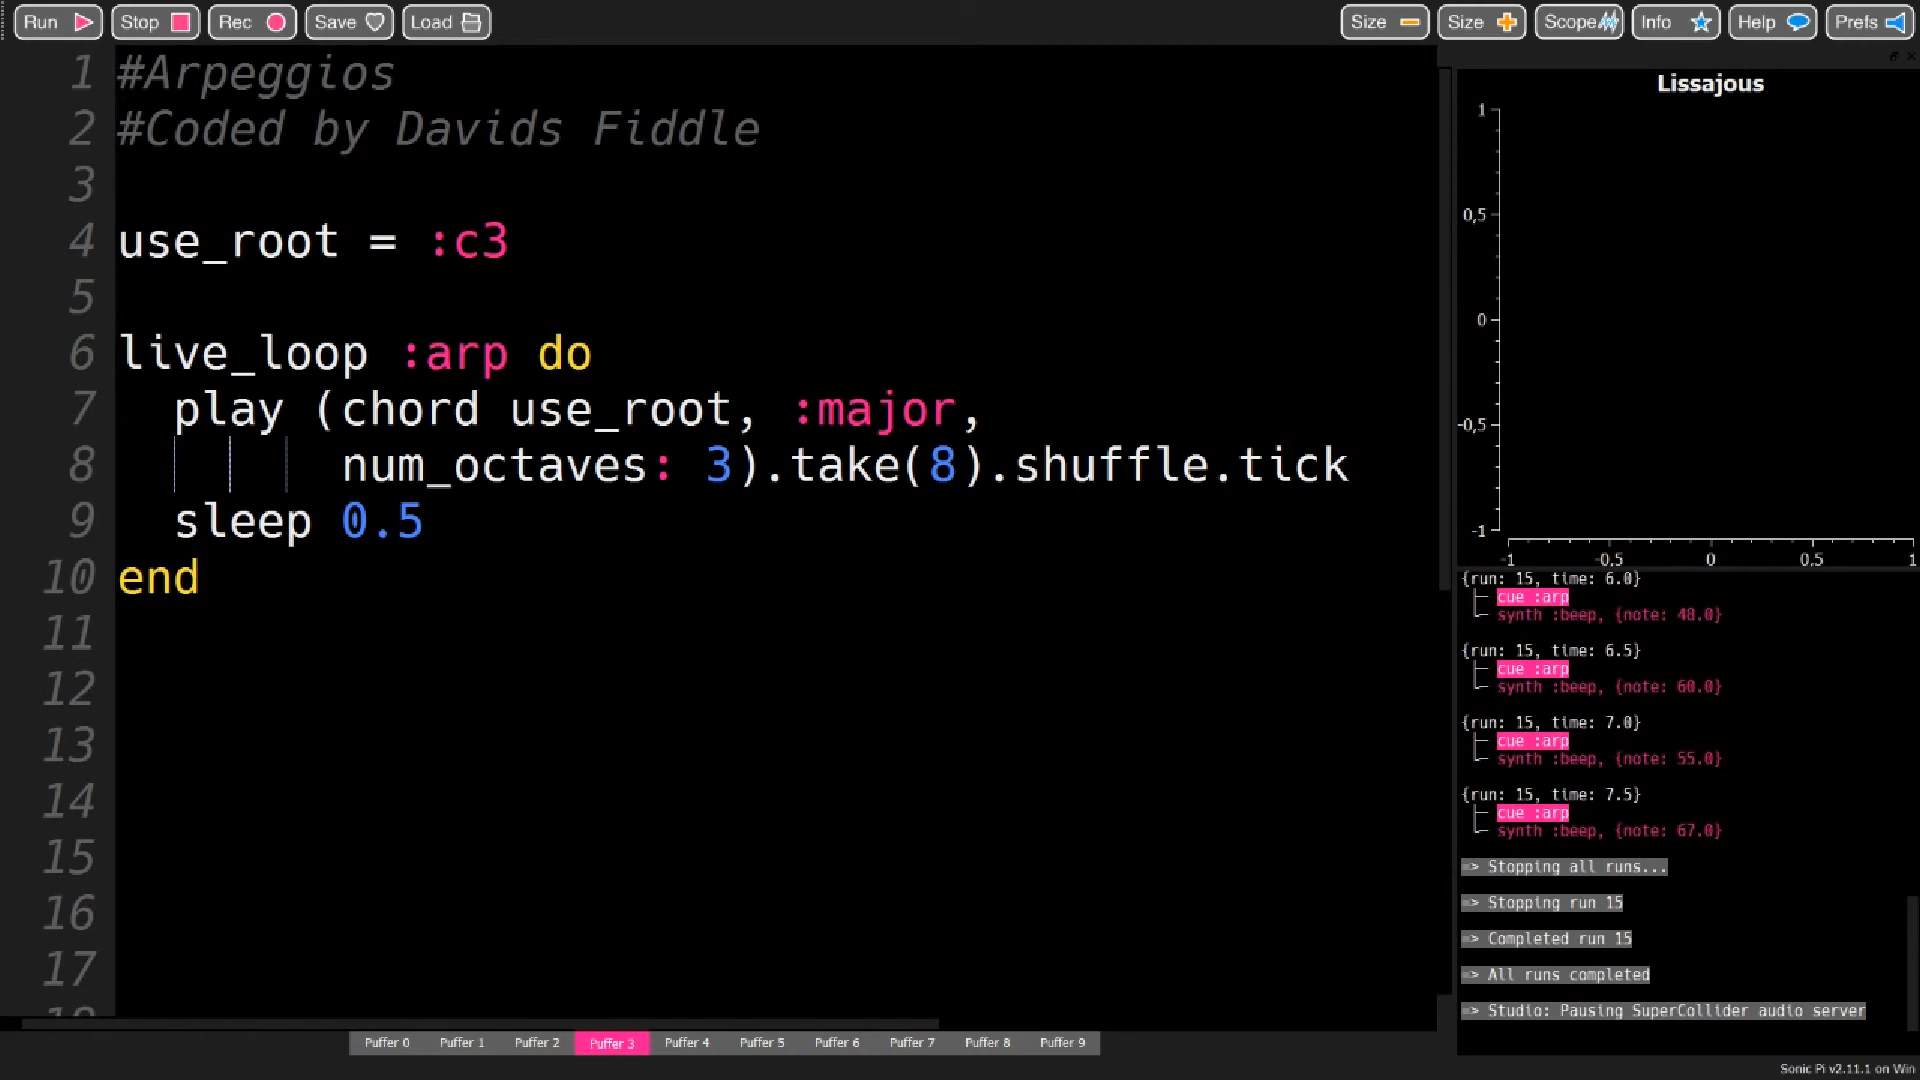 Run Stop Rec Save Load Size Size Scope Info Help Prefs
1 #Arpeggios
2 #Coded by Davids Fiddle
3
4 use_root = :c3
5
6 live_loop :arp do
7 play (chord use_root, :major,
8 num_octaves: 3).take(8).shuffle.tick
9 sleep 0.5
10 end
11
12
13
14
15
16
17
Lissajous
1
0,5
0
-0,5
-1
-1 -0,5 0 0,5 1
{run: 15, time: 6.0}
cue :arp
synth :beep, {note: 48.0}
{run: 15, time: 6.5}
cue :arp
synth :beep, {note: 60.0}
{run: 15, time: 7.0}
cue :arp
synth :beep, {note: 55.0}
{run: 15, time: 7.5}
cue :arp
synth :beep, {note: 67.0}
=> Stopping all runs...
=> Stopping run 15
=> Completed run 15
=> All runs completed
=> Studio: Pausing SuperCollider audio server
Puffer 0 Puffer 1 Puffer 2 Puffer 3 Puffer 4 Puffer 5 Puffer 6 Puffer 7 Puffer 8 Puffer 9
Sonic Pi v2.11.1 on Win